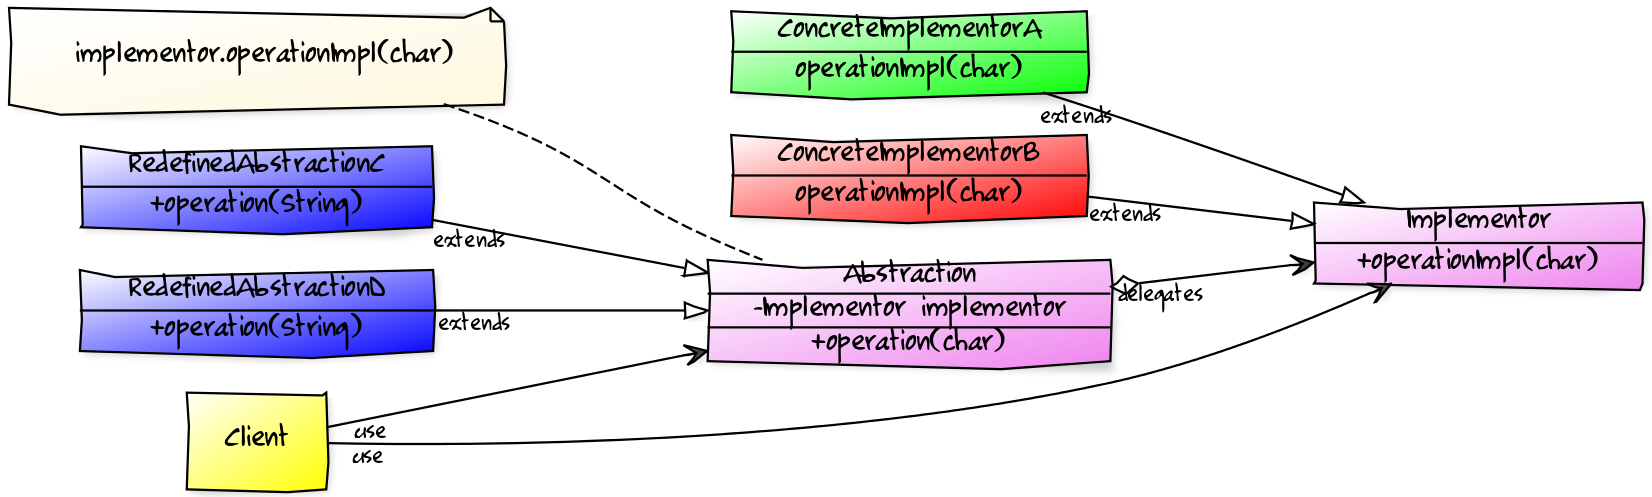 implementor.operationImpl(char)
ConcreteImplementorA
operationImpl(char)
extends
ConcreteImplementorB
operationImpl(char)
extends
RedefinedAbstractionC
+operation(String)
extends
Implementor
+operationImpl(char)
RedefinedAbstractionD
+operation(String)
extends
Abstraction
-Implementor implementor
+operation(char)
delegates
Client
use
use